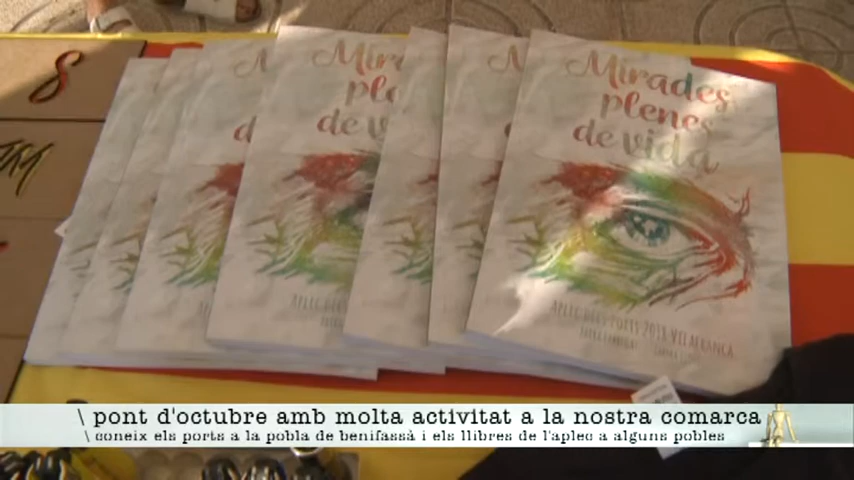 Mirades
plenes
de vida
APLEC DELS PORTS 2018 VILAFRANCA
\ pont d'octubre amb molta activitat a la nostra comarca
\ coneix els ports a la pobla de benifassà i els llibres de l'aplec a alguns pobles